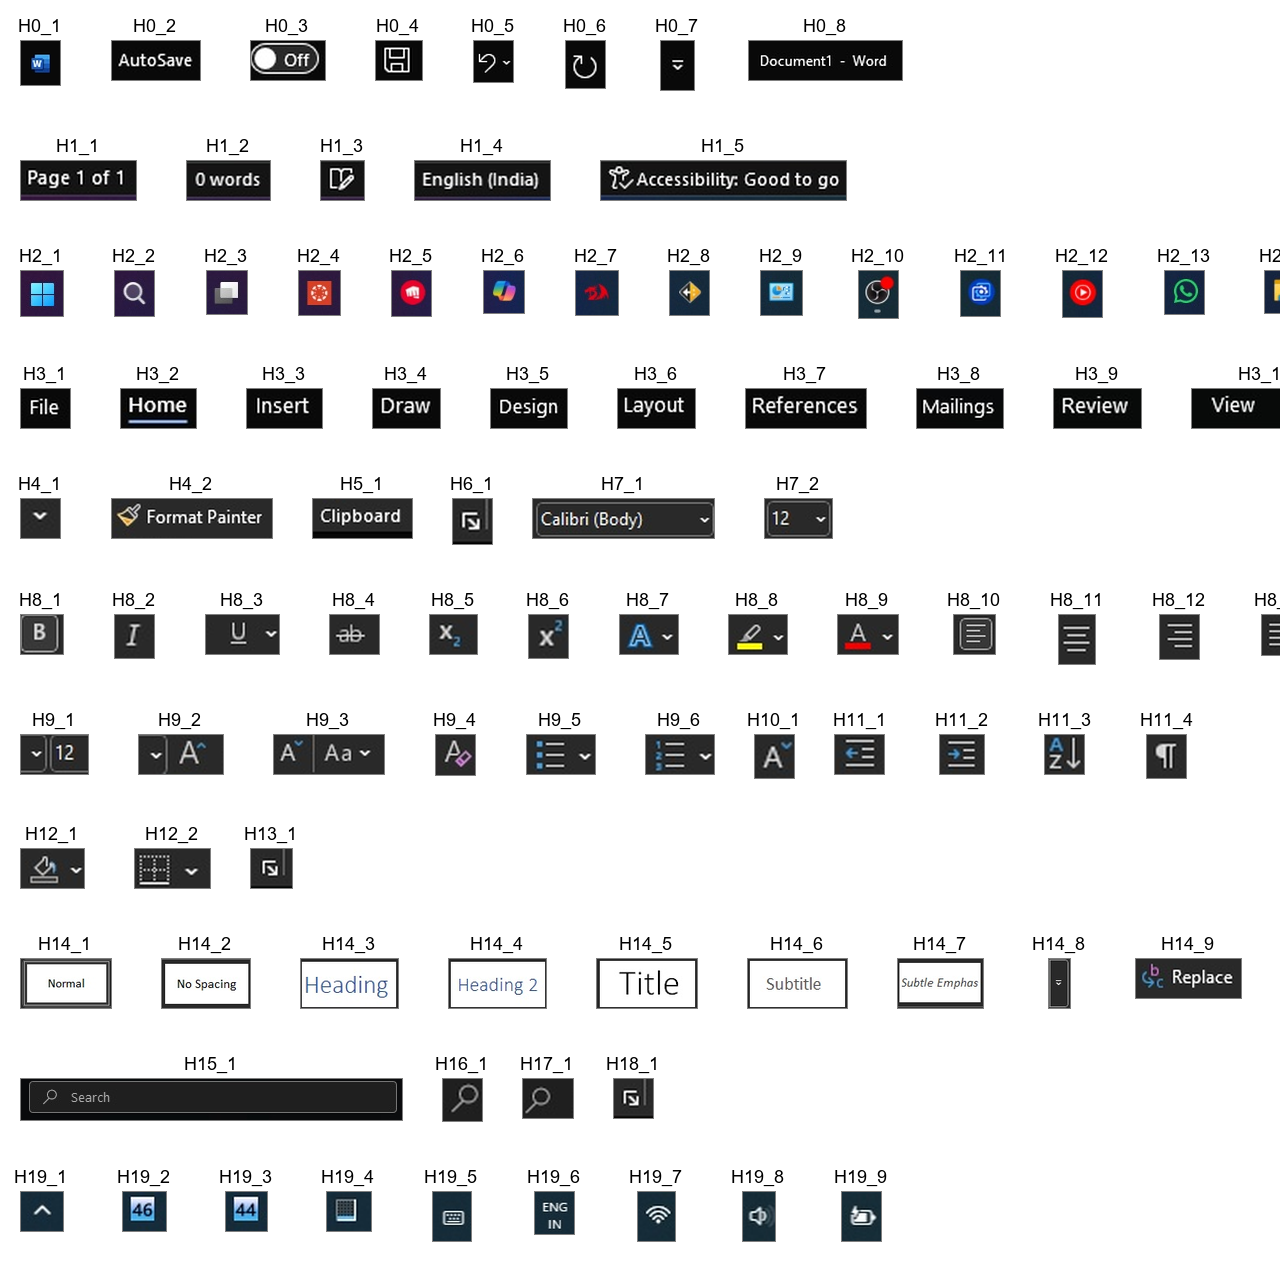 H0_1 H0_2 H0_3 H0_4 H0_5 H0_6 H0_7 H0_8
W AutoSave Off Document1 - Word
H1_1 H1_2 H1_3 H1_4 H1_5
Page 1 of 1 0 words English (India) Accessibility: Good to go
H2_1 H2_2 H2_3 H2_4 H2_5 H2_6 H2_7 H2_8 H2_9 H2_10 H2_11 H2_12 H2_13 H2
H3_1 H3_2 H3_3 H3_4 H3_5 H3_6 H3_7 H3_8 H3_9 H3_1
File Home Insert Draw Design Layout References Mailings Review View
H4_1 H4_2 H5_1 H6_1 H7_1 H7_2
Format Painter Clipboard Calibri (Body) 12
H8_1 H8_2 H8_3 H8_4 H8_5 H8_6 H8_7 H8_8 H8_9 H8_10 H8_11 H8_12 H8_
B I U ab x2 x2 A A
H9_1 H9_2 H9_3 H9_4 H9_5 H9_6 H10_1 H11_1 H11_2 H11_3 H11_4
12 A A Aa A 1 2 3 A A Z ¶
H12_1 H12_2 H13_1
H14_1 H14_2 H14_3 H14_4 H14_5 H14_6 H14_7 H14_8 H14_9
Normal No Spacing Heading Heading 2 Title Subtitle Subtle Emphas b c Replace
H15_1 H16_1 H17_1 H18_1
Search
H19_1 H19_2 H19_3 H19_4 H19_5 H19_6 H19_7 H19_8 H19_9
46 44 ENG
IN